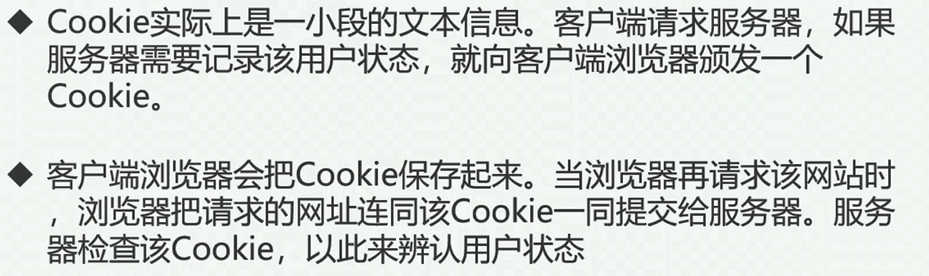 ◆ Cookie实际上是一小段的文本信息。客户端请求服务器，如果
服务器需要记录该用户状态，就向客户端浏览器颁发一个
Cookie。
◆ 客户端浏览器会把Cookie保存起来。当浏览器再请求该网站时
，浏览器把请求的网址连同该Cookie一同提交给服务器。服务
器检查该Cookie，以此来辨认用户状态